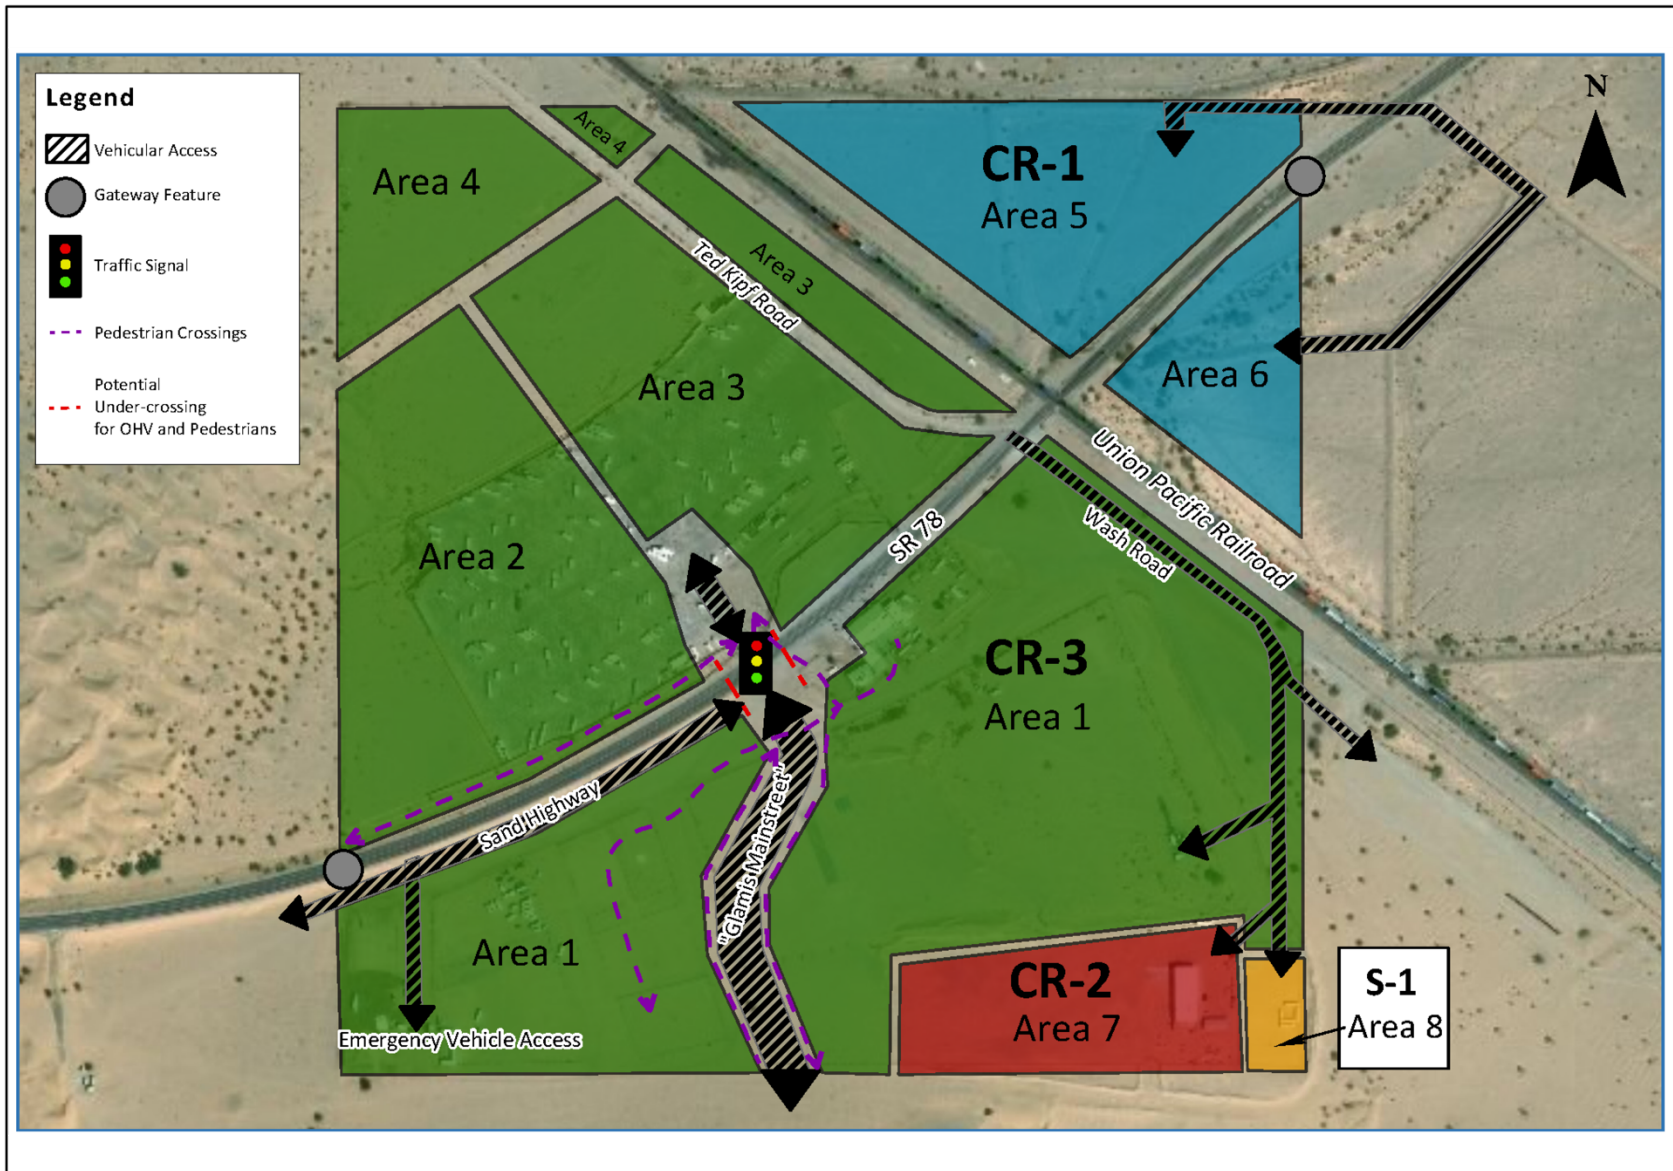 Legend
Vehicular Access
Gateway Feature
Traffic Signal
Pedestrian Crossings
Potential
Under-crossing
for OHV and Pedestrians
N
Area 4
Area 4
CR-1
Area 5
Area 3
Ted Kipf Road
Area 3
Area 6
Union Pacific Railroad
Wash Road
SR 78
Area 2
CR-3
Area 1
Sand Highway
"Glamis Mainstreet"
Area 1
Emergency Vehicle Access
CR-2
Area 7
S-1
Area 8